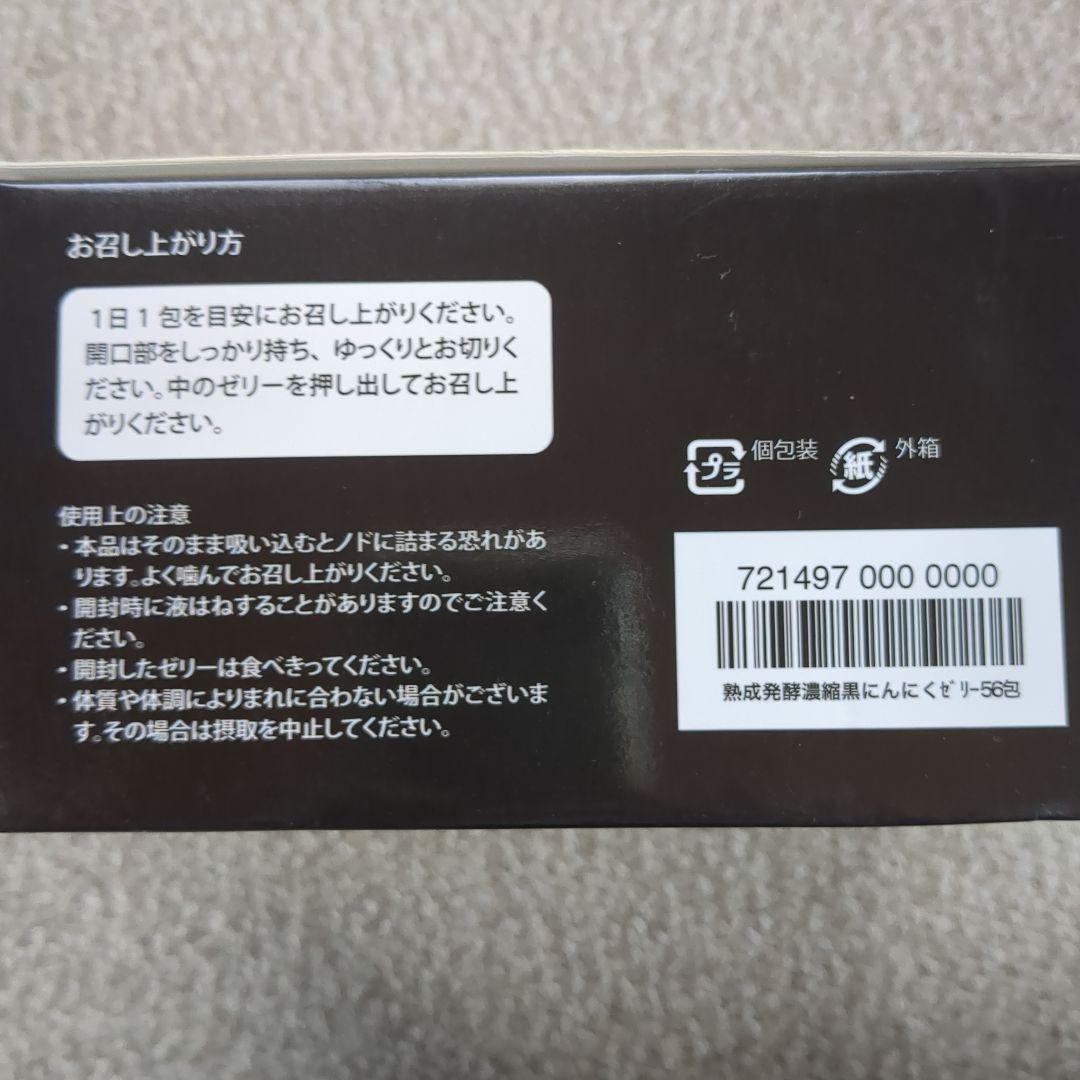 お召し上がり方
1日1包を目安にお召し上がりください。
開口部をしっかり持ち、ゆっくりとお切りく
ださい。中のゼリーを押し出してお召し上
がりください。
使用上の注意
・本品はそのまま吸い込むとノドに詰まる恐れがあ
ります。よく噛んでお召し上がりください。
・開封時に液はねすることがありますのでご注意く
ださい。
・開封したゼリーは食べきってください。
・体質や体調によりまれに合わない場合がございま
す。その場合は摂取を中止してください。
プラ 個包装 紙 外箱
721497 000 0000
熟成発酵濃縮黒にんにくゼリー56包